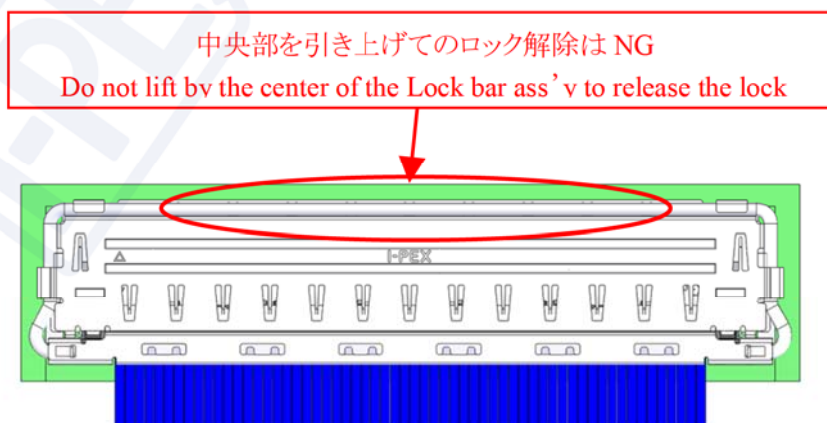 中央部を引き上げてのロック解除は NG
Do not lift by the center of the Lock bar ass'y to release the lock
I-PEX